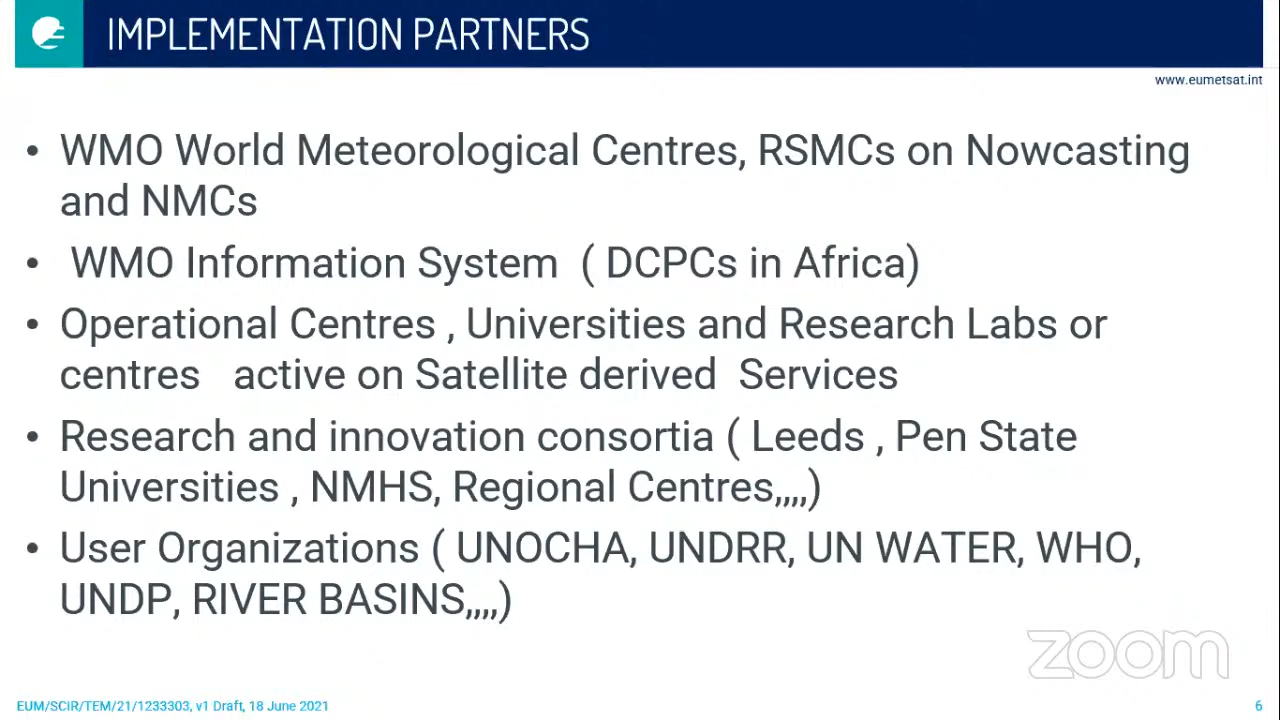 IMPLEMENTATION PARTNERS
www.eumetsat.int
• WMO World Meteorological Centres, RSMCs on Nowcasting
and NMCs
• WMO Information System ( DCPCs in Africa)
• Operational Centres , Universities and Research Labs or
centres active on Satellite derived Services
• Research and innovation consortia ( Leeds , Pen State
Universities , NMHS, Regional Centres,,,,)
• User Organizations ( UNOCHA, UNDRR, UN WATER, WHO,
UNDP, RIVER BASINS,,,,)
zoom
EUM/SCIR/TEM/21/1233303, v1 Draft, 18 June 2021
6